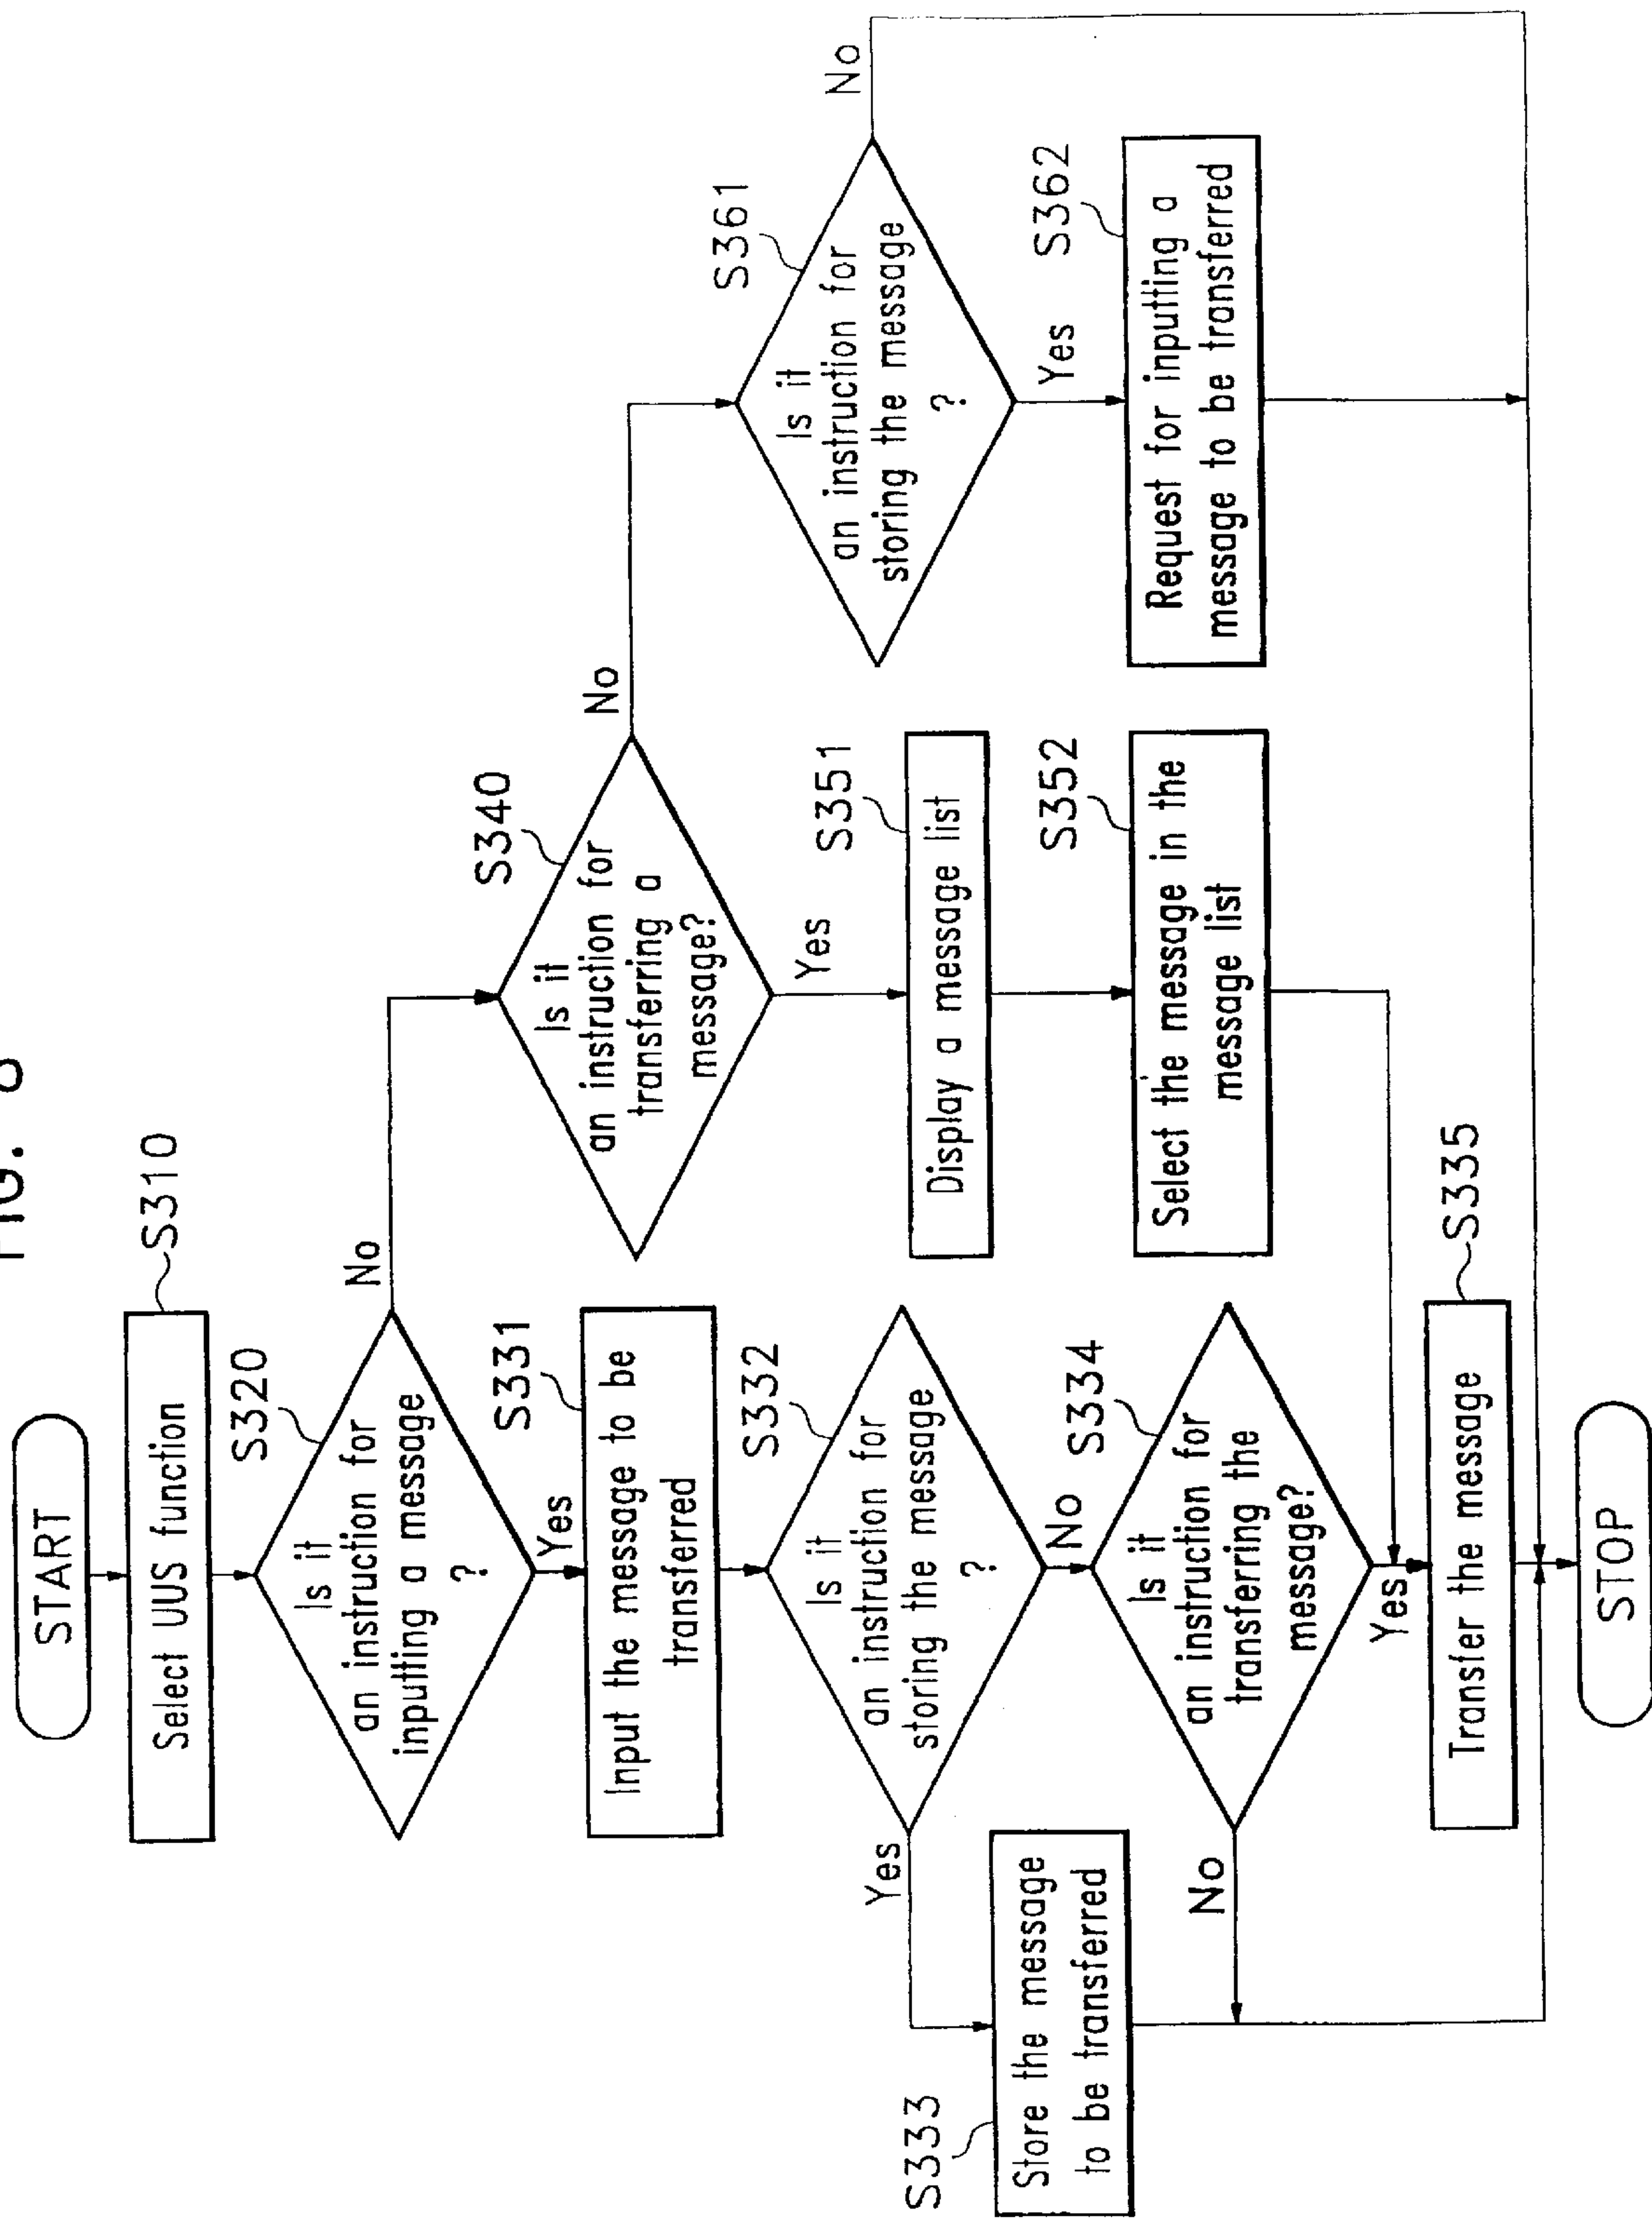 FIG.
START
Select UUS function
S310
S320
Is it
an instruction for
inputting a message
?
No
Yes
S331
Input the message to be
transferred
S332
Is it
an instruction for
storing the message
?
Yes
No
S333
Store the message
to be transferred
S334
Is it
an instruction for
transferring the
message?
No
Yes
S335
Transfer the message
STOP
S340
Is it
an instruction for
transferring a
message?
No
Yes
S351
Display a message list
S352
Select the message in the
message list
S361
Is it
an instruction for
storing the message
?
No
Yes
S362
Request for inputting a
message to be transferred